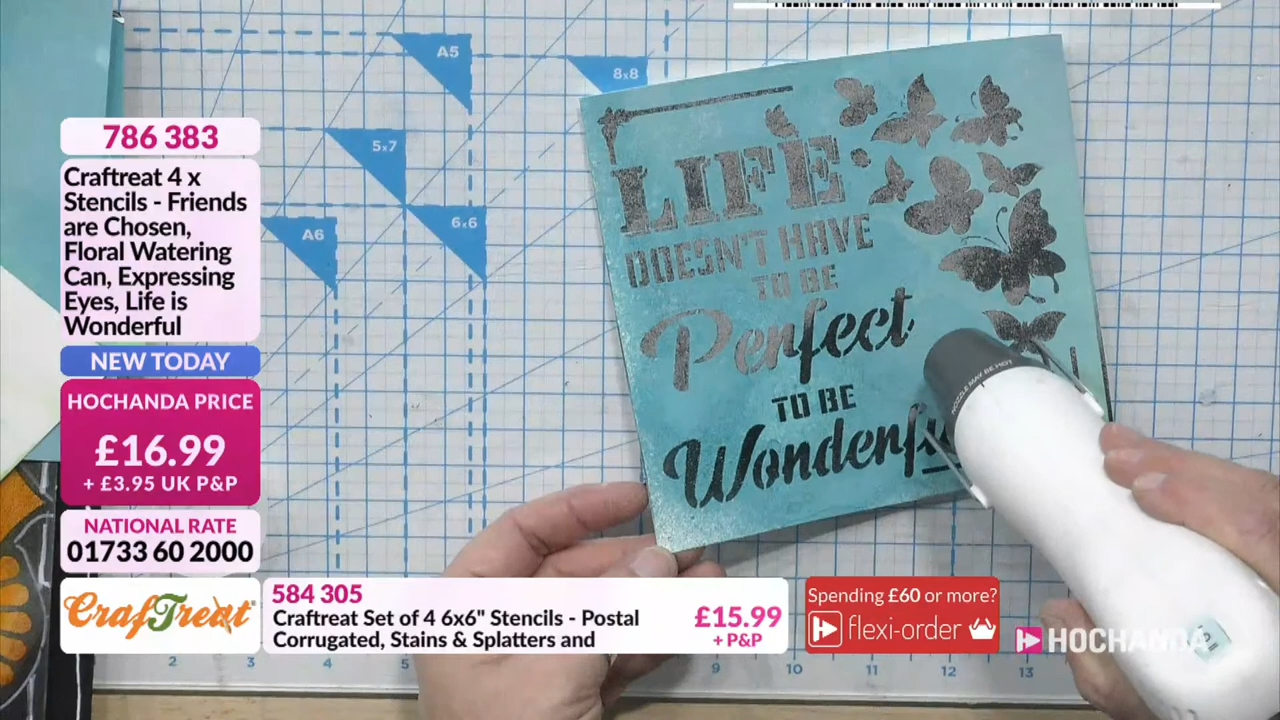 786 383
Craftreat 4 x
Stencils - Friends
are Chosen,
Floral Watering
Can, Expressing
Eyes, Life is
Wonderful
NEW TODAY
HOCHANDA PRICE
£16.99
+ £3.95 UK P&P
NATIONAL RATE
01733 60 2000
A5
8x8
5x7
6x6
A6
LIFE
DOESN'T HAVE
TO BE
Perfect
TO BE
Wonderfu
NOZZLE MAY BE HOT
CrafTreat
584 305
Craftreat Set of 4 6x6" Stencils - Postal
Corrugated, Stains & Splatters and
£15.99
+ P&P
Spending £60 or more?
flexi-order
HOCHANDA
2 3 4 5 9 10 11 12 13